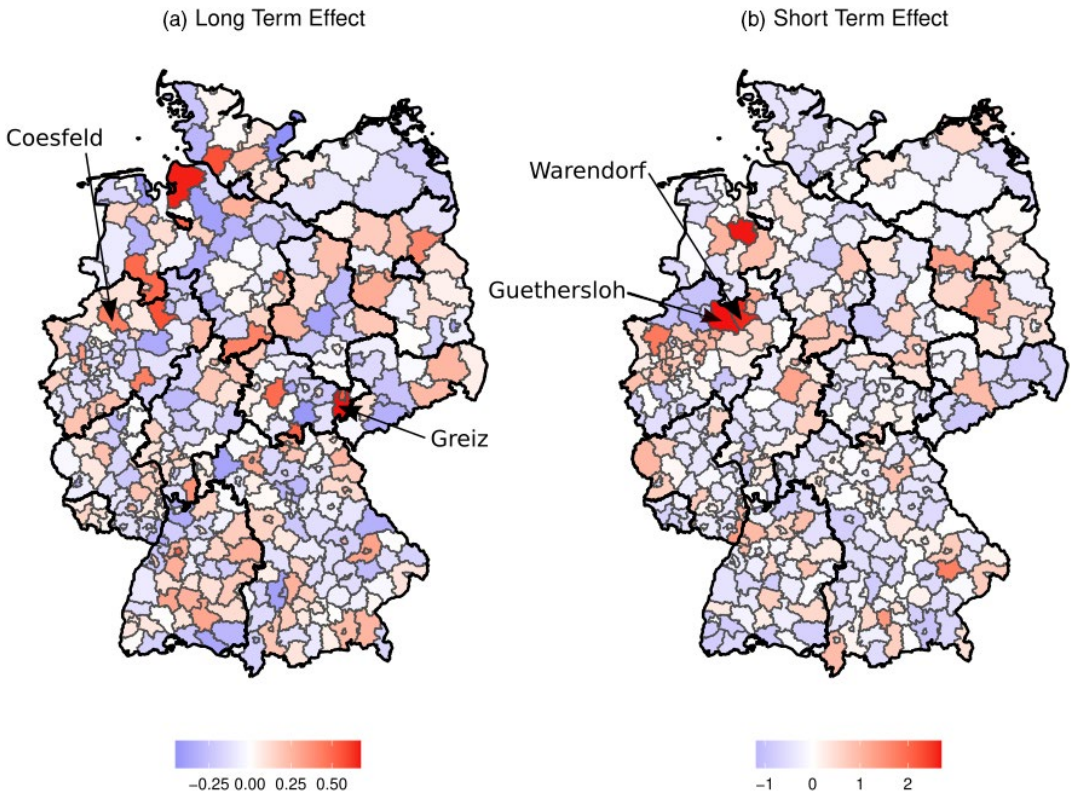 (a) Long Term Effect
(b) Short Term Effect
Coesfeld
Warendorf
Guethersloh
Greiz
−0.25 0.00 0.25 0.50
−1 0 1 2